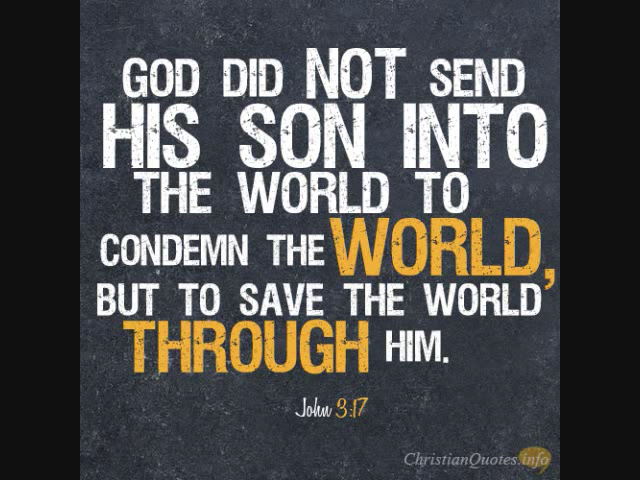 GOD DID NOT SEND
HIS SON INTO
THE WORLD TO
CONDEMN THE WORLD,
BUT TO SAVE THE WORLD
THROUGH HIM.
John 3:17
ChristianQuotes.info